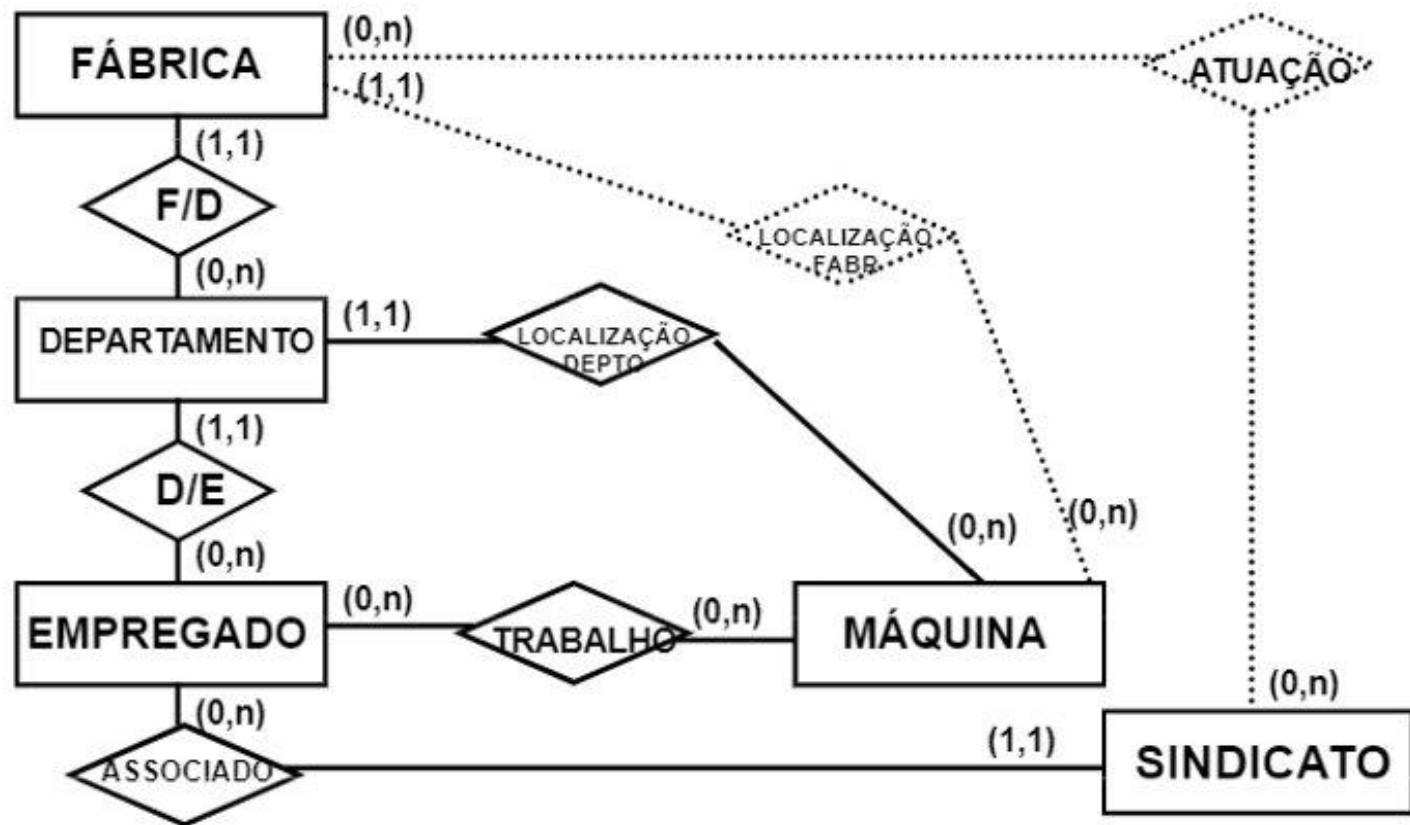 FÁBRICA
(0,n)
(1,1)
ATUAÇÃO
(1,1)
F/D
(0,n)
LOCALIZAÇÃO
FABR
DEPARTAMENTO
(1,1)
LOCALIZAÇÃO
DEPTO
(1,1)
D/E
(0,n)
(0,n)
(0,n)
EMPREGADO
(0,n)
TRABALHO
(0,n)
MÁQUINA
(0,n)
ASSOCIADO
(1,1)
(0,n)
SINDICATO